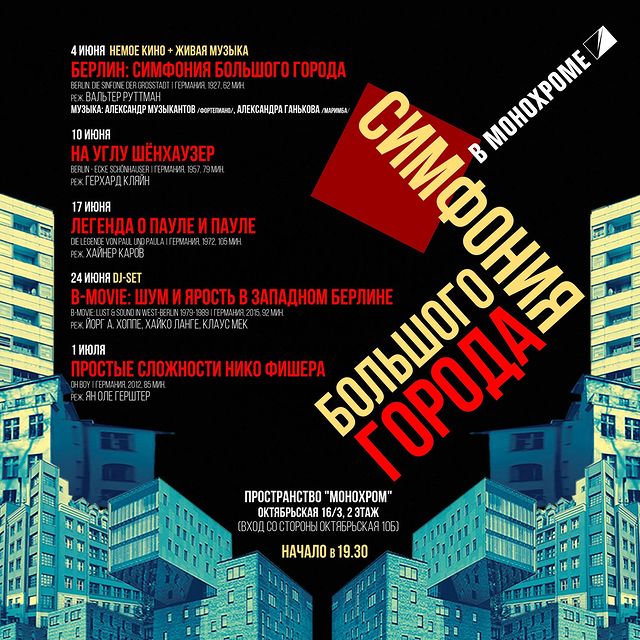 4 ИЮНЯ НЕМОЕ КИНО + ЖИВАЯ МУЗЫКА
БЕРЛИН: СИМФОНИЯ БОЛЬШОГО ГОРОДА
BERLIN: DIE SINFONIE DER GROSSTADT | ГЕРМАНИЯ, 1927, 62 МИН.
РЕЖ. ВАЛЬТЕР РУТТМАН
МУЗЫКА: АЛЕКСАНДР МУЗЫКАНТОВ /ФОРТЕПИАНО/, АЛЕКСАНДРА ГАНЬКОВА /МАРИМБА/
10 ИЮНЯ
НА УГЛУ ШЁНХАУЗЕР
BERLIN - ECKE SCHÖNHAUSER | ГЕРМАНИЯ, 1957, 79 МИН.
РЕЖ. ГЕРХАРД КЛЯЙН
17 ИЮНЯ
ЛЕГЕНДА О ПАУЛЕ И ПАУЛЕ
DIE LEGENDE VON PAUL UND PAULA | ГЕРМАНИЯ, 1972, 105 МИН.
РЕЖ. ХАЙНЕР КАРОВ
24 ИЮНЯ DJ-SET
B-MOVIE: ШУМ И ЯРОСТЬ В ЗАПАДНОМ БЕРЛИНЕ
B-MOVIE: LUST & SOUND IN WEST-BERLIN 1979-1989 | ГЕРМАНИЯ, 2015, 92 МИН.
РЕЖ. ЙОРГ А. ХОППЕ, ХАЙКО ЛАНГЕ, КЛАУС МЕК
1 ИЮЛЯ
ПРОСТЫЕ СЛОЖНОСТИ НИКО ФИШЕРА
OH BOY | ГЕРМАНИЯ, 2012, 85 МИН.
РЕЖ. ЯН ОЛЕ ГЕРШТЕР
В МОНОХРОМЕ
СИМФОНИЯ
БОЛЬШОГО
ГОРОДА
ПРОСТРАНСТВО "МОНОХРОМ"
ОКТЯБРЬСКАЯ 16/3, 2 ЭТАЖ
(ВХОД СО СТОРОНЫ ОКТЯБРЬСКАЯ 10Б)
НАЧАЛО в 19.30